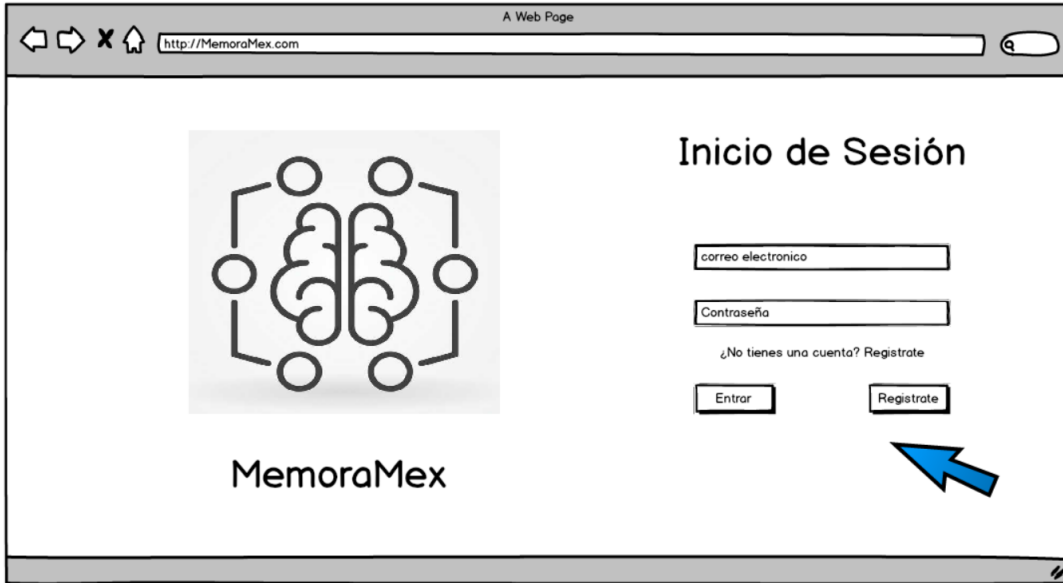 A Web Page
http://MemoraMex.com
Inicio de Sesión
correo electronico
Contraseña
¿No tienes una cuenta? Registrate
Entrar
Registrate
MemoraMex